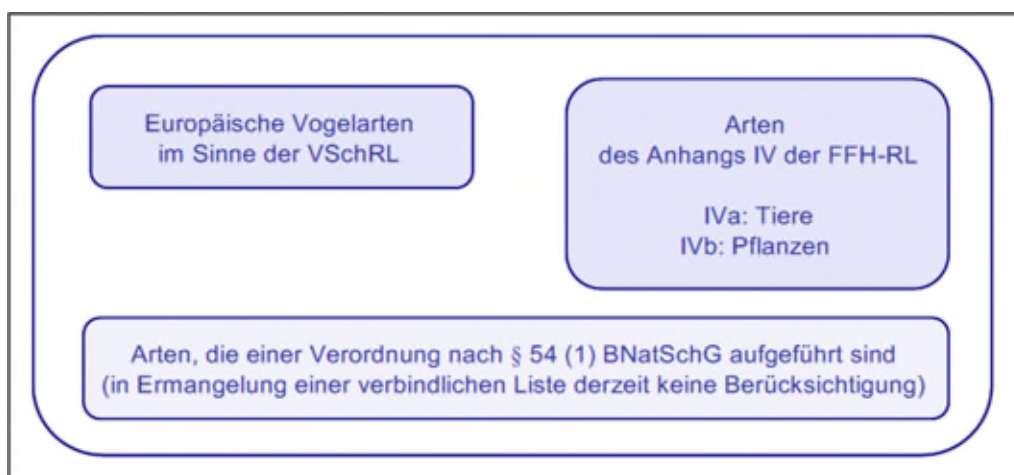 Europäische Vogelarten
im Sinne der VSchRL
Arten
des Anhangs IV der FFH-RL
IVa: Tiere
IVb: Pflanzen
Arten, die einer Verordnung nach § 54 (1) BNatSchG aufgeführt sind
(in Ermangelung einer verbindlichen Liste derzeit keine Berücksichtigung)